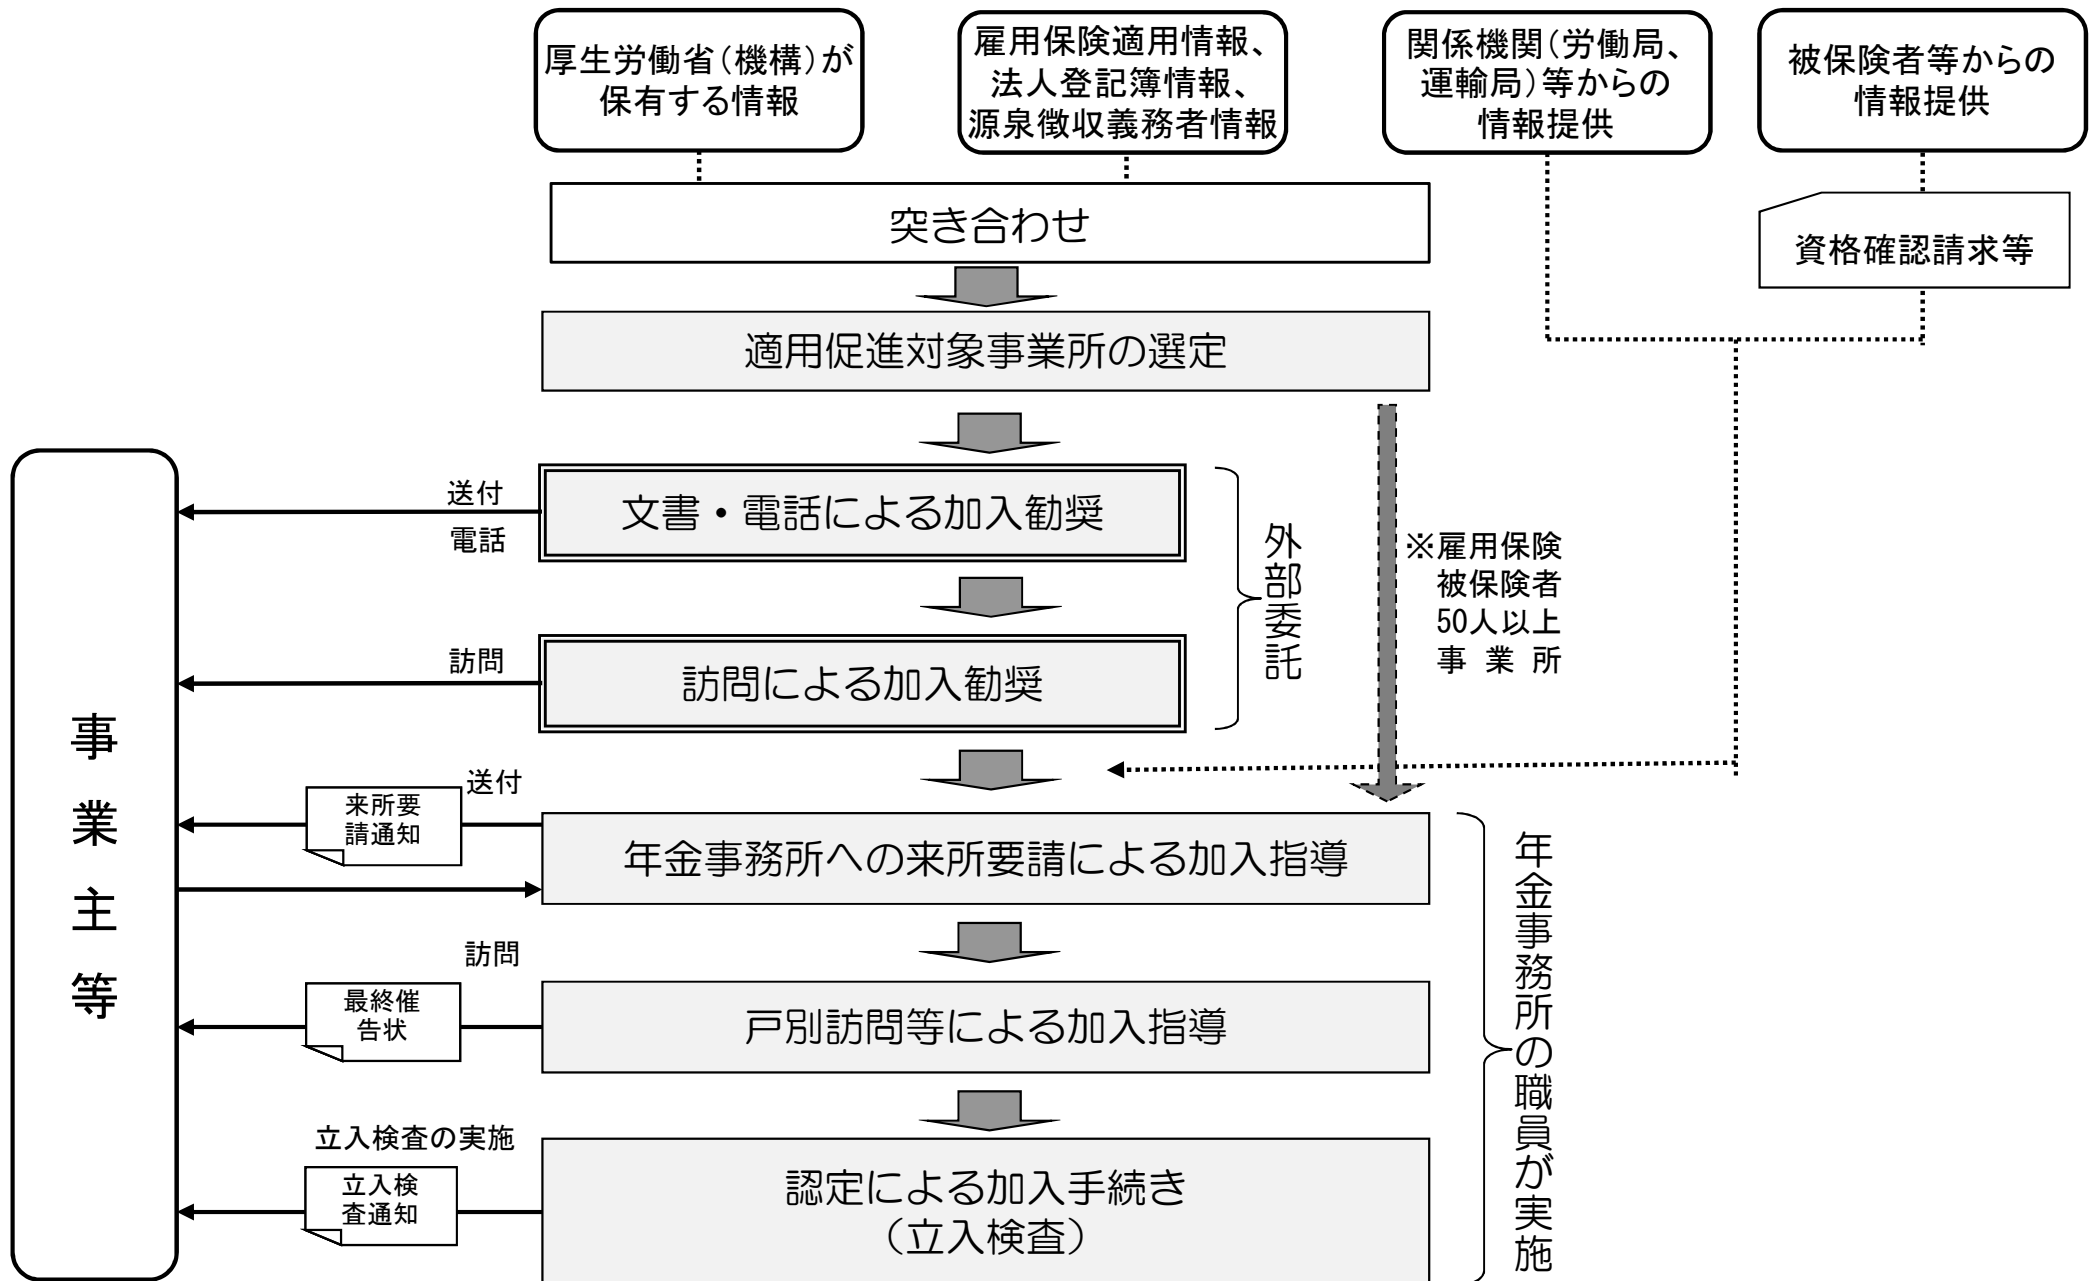 厚生労働省（機構）が
保有する情報
雇用保険適用情報、
法人登記簿情報、
源泉徴収義務者情報
関係機関（労働局、
運輸局）等からの
情報提供
被保険者等からの
情報提供
突き合わせ
資格確認請求等
適用促進対象事業所の選定
事業主等
送付
電話
文書・電話による加入勧奨
訪問
訪問による加入勧奨
外部委託
※雇用保険
被保険者
50人以上
事業所
送付
来所要
請通知
年金事務所への来所要請による加入指導
訪問
最終催
告状
戸別訪問等による加入指導
立入検査の実施
立入検
査通知
認定による加入手続き
（立入検査）
年金事務所の職員が実施